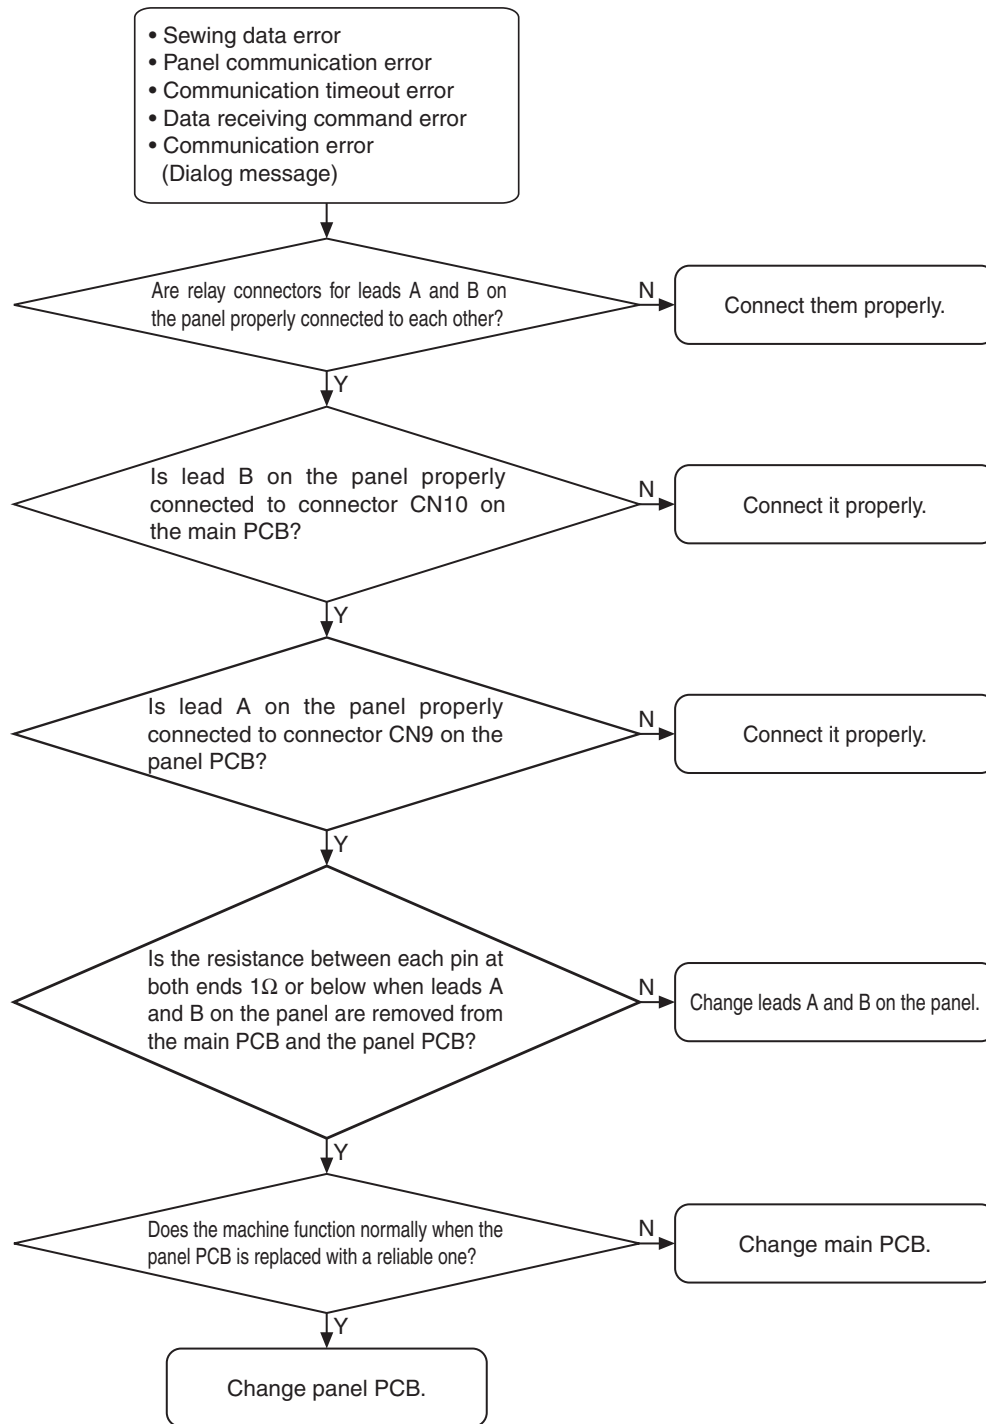 • Sewing data error
• Panel communication error
• Communication timeout error
• Data receiving command error
• Communication error
(Dialog message)
Are relay connectors for leads A and B on
the panel properly connected to each other?
N
Connect them properly.
Y
Is lead B on the panel properly
connected to connector CN10 on
the main PCB?
N
Connect it properly.
Y
Is lead A on the panel properly
connected to connector CN9 on the
panel PCB?
N
Connect it properly.
Y
Is the resistance between each pin at
both ends 1Ω or below when leads A
and B on the panel are removed from
the main PCB and the panel PCB?
N
Change leads A and B on the panel.
Y
Does the machine function normally when the
panel PCB is replaced with a reliable one?
N
Change main PCB.
Y
Change panel PCB.